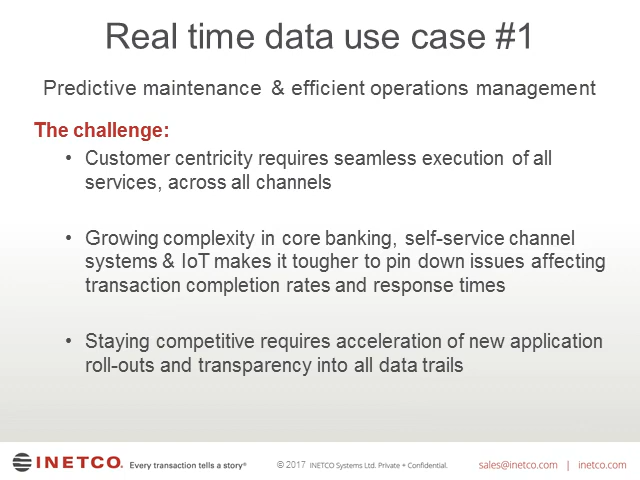 Real time data use case #1
Predictive maintenance & efficient operations management
The challenge:
• Customer centricity requires seamless execution of all
services, across all channels
• Growing complexity in core banking, self-service channel
systems & IoT makes it tougher to pin down issues affecting
transaction completion rates and response times
• Staying competitive requires acceleration of new application
roll-outs and transparency into all data trails
INETCO. Every transaction tells a story® © 2017 INETCO Systems Ltd. Private + Confidential. sales@inetco.com | inetco.com